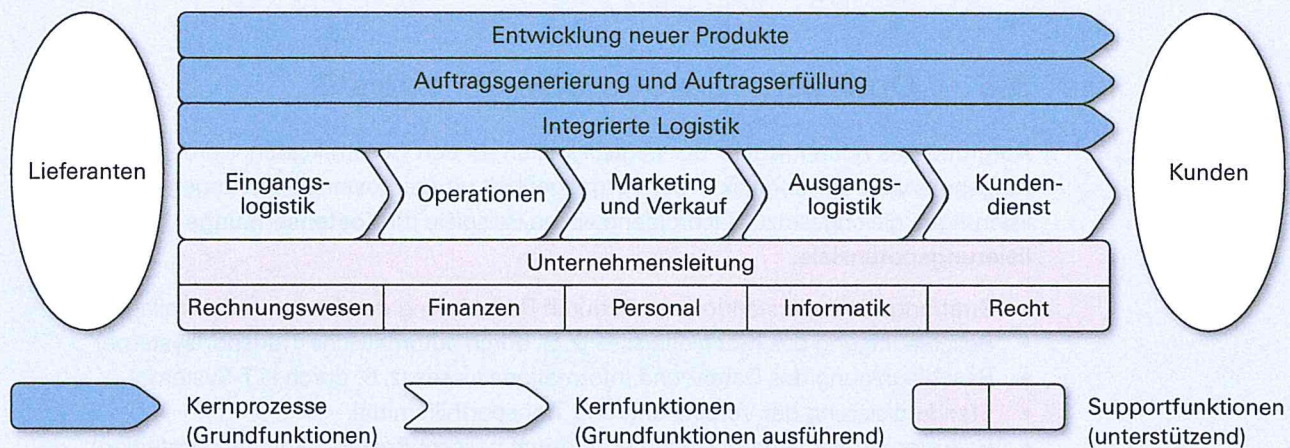 Entwicklung neuer Produkte
Auftragsgenerierung und Auftragserfüllung
Integrierte Logistik
Lieferanten
Eingangs-
logistik
Operationen
Marketing
und Verkauf
Ausgangs-
logistik
Kunden-
dienst
Kunden
Unternehmensleitung
Rechnungswesen
Finanzen
Personal
Informatik
Recht
Kernprozesse
(Grundfunktionen)
Kernfunktionen
(Grundfunktionen ausführend)
Supportfunktionen
(unterstützend)